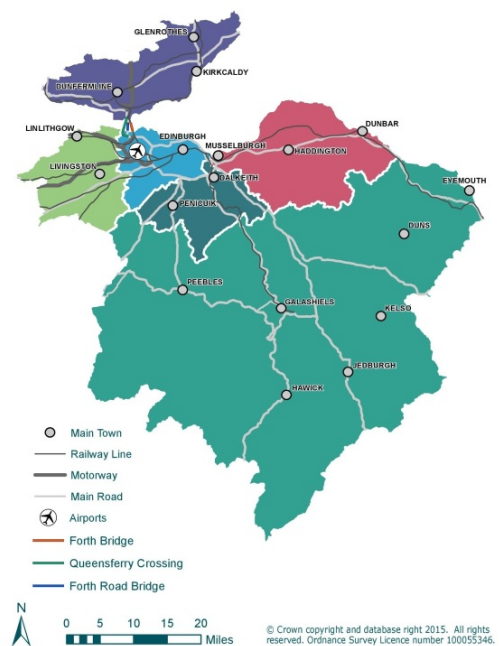 GLENROTHES
KIRKCALDY
DUNFERMLINE
LINLITHGOW
EDINBURGH
MUSSELBURGH
DUNBAR
HADDINGTON
LIVINGSTON
DALKEITH
EYEMOUTH
PENICUIK
DUNS
PEEBLES
GALASHIELS
KELSO
JEDBURGH
HAWICK
Main Town
Railway Line
Motorway
Main Road
Airports
Forth Bridge
Queensferry Crossing
Forth Road Bridge
N
0 5 10 15 20
Miles
© Crown copyright and database right 2015. All rights
reserved. Ordnance Survey Licence number 100055346.